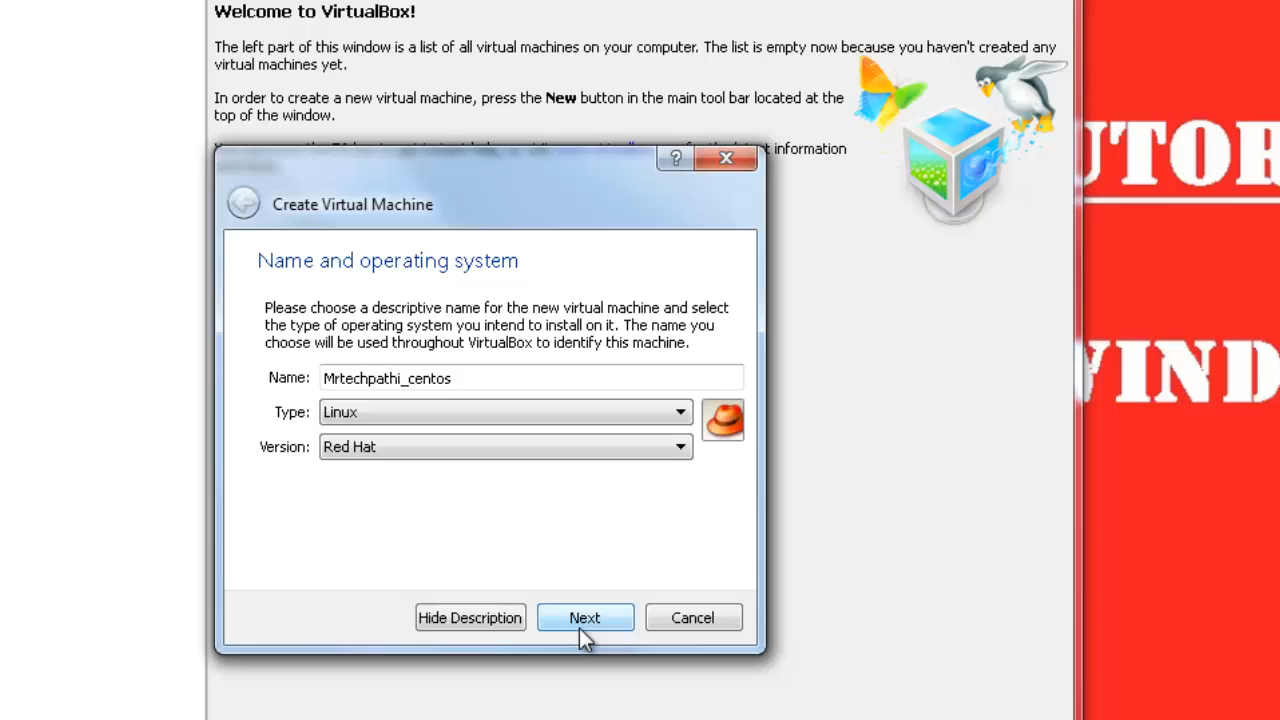 Welcome to VirtualBox!
The left part of this window is a list of all virtual machines on your computer. The list is empty now because you haven't created any
virtual machines yet.
In order to create a new virtual machine, press the New button in the main tool bar located at the
top of the window.
information
?
Create Virtual Machine
UTOR
Name and operating system
Please choose a descriptive name for the new virtual machine and select
the type of operating system you intend to install on it. The name you
choose will be used throughout VirtualBox to identify this machine.
Name: Mrtechpathi_centos
Type: Linux
Version: Red Hat
WIND
Hide Description Next Cancel